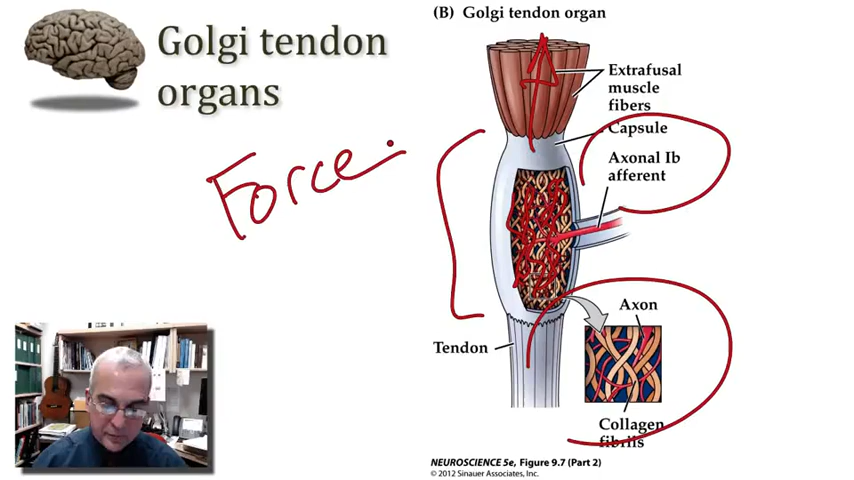 Golgi tendon
organs
Force.
(B) Golgi tendon organ
Extrafusal
muscle
fibers
Capsule
Axonal Ib
afferent
Axon
Tendon
Collagen
fibrils
NEUROSCIENCE 5e, Figure 9.7 (Part 2)
© 2012 Sinauer Associates, Inc.